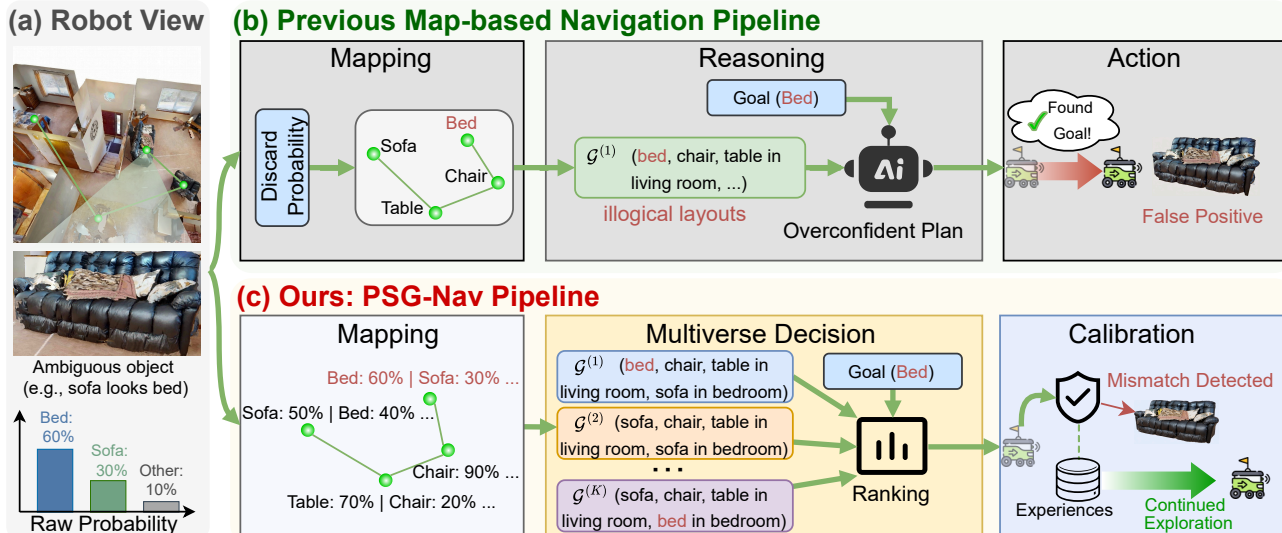 (a) Robot View
Ambiguous object
(e.g., sofa looks bed)
Bed:
60%
Sofa:
30%
Other:
10%
Raw Probability
(b) Previous Map-based Navigation Pipeline
Mapping
Discard
Probability
Bed
Sofa
Chair
Table
Reasoning
Goal (Bed)
𝒢⁽¹⁾ (bed, chair, table in
living room, ...)
illogical layouts
Ai
Overconfident Plan
Action
Found
Goal!
False Positive
(c) Ours: PSG-Nav Pipeline
Mapping
Bed: 60% | Sofa: 30% ...
Sofa: 50% | Bed: 40% ...
Chair: 90% ...
Table: 70% | Chair: 20% ...
Multiverse Decision
𝒢⁽¹⁾ (bed, chair, table in
living room, sofa in bedroom)
𝒢⁽²⁾ (sofa, chair, table in
living room, sofa in bedroom)
...
𝒢⁽ᴷ⁾ (sofa, chair, table in
living room, bed in bedroom)
Goal (Bed)
Ranking
Calibration
Mismatch Detected
Experiences
Continued
Exploration